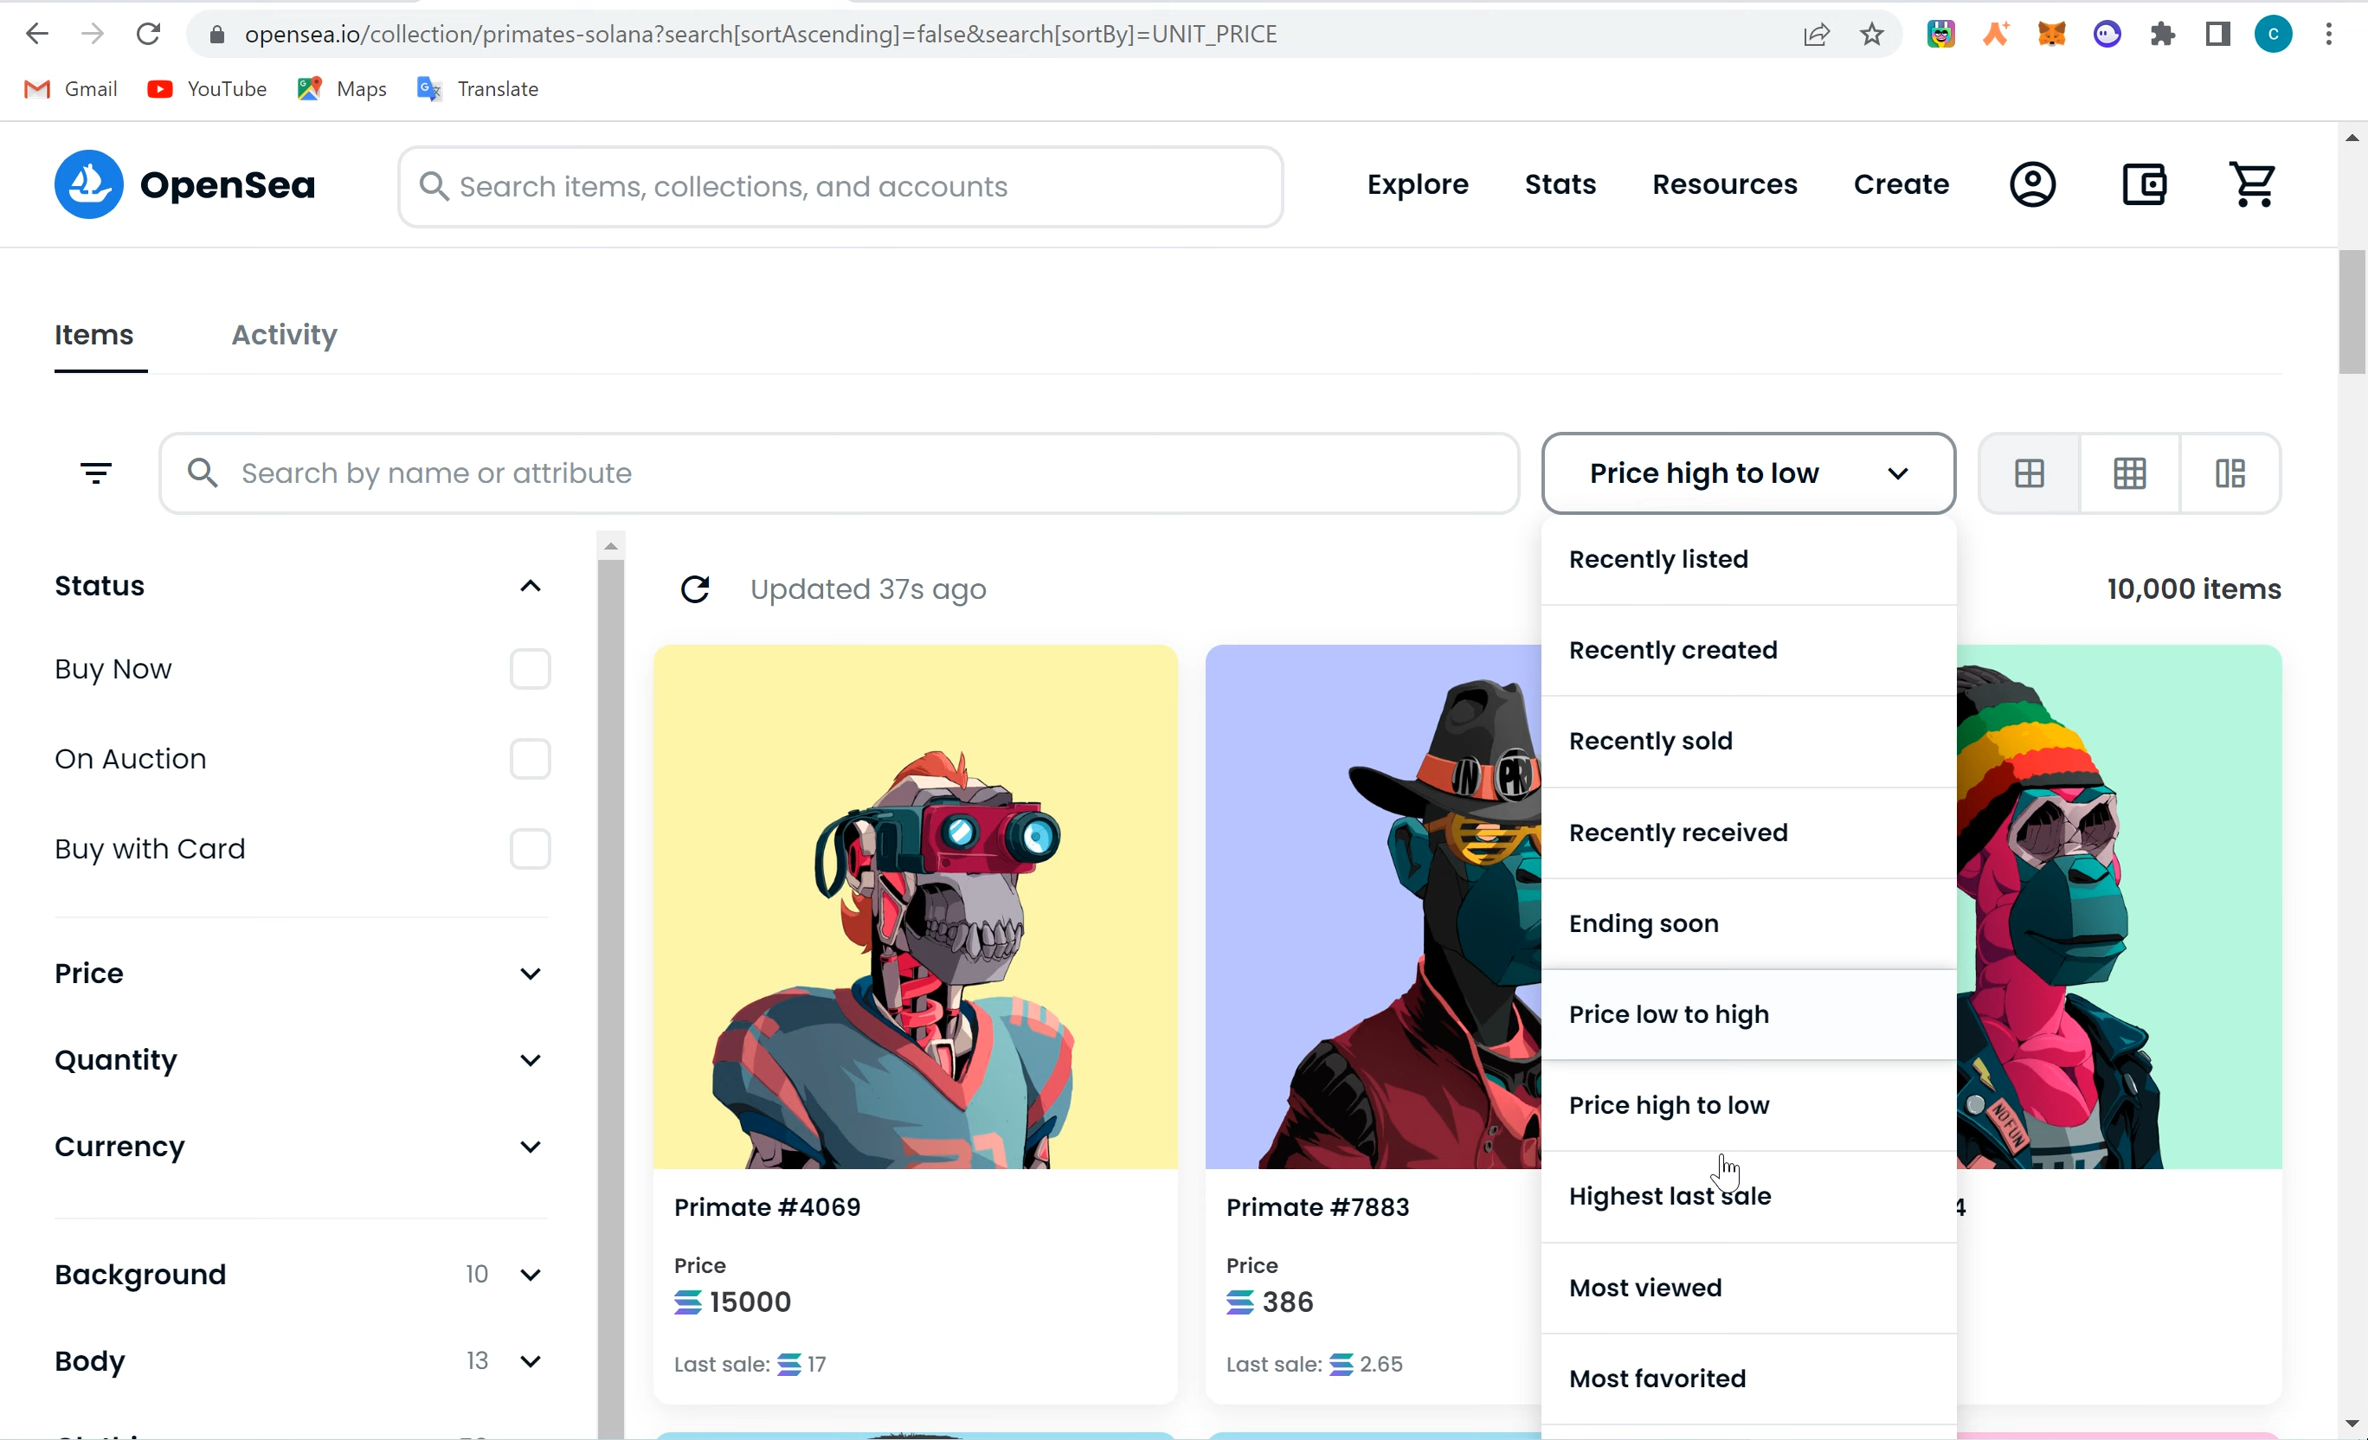 opensea.io/collection/primates-solana?search[sortAscending]=false&search[sortBy]=UNIT_PRICE
C
Gmail YouTube Maps Translate
OpenSea Search items, collections, and accounts Explore Stats Resources Create
Items Activity
Search by name or attribute Price high to low
Status
Buy Now
On Auction
Buy with Card
Price
Quantity
Currency
Background 10
Body 13
Updated 37s ago
10,000 items
Recently listed
Recently created
Recently sold
Recently received
Ending soon
Price low to high
Price high to low
Highest last sale
Most viewed
Most favorited
NOFUN
Primate #4069
Price
15000
Last sale: 17
Primate #7883
Price
386
Last sale: 2.65
4